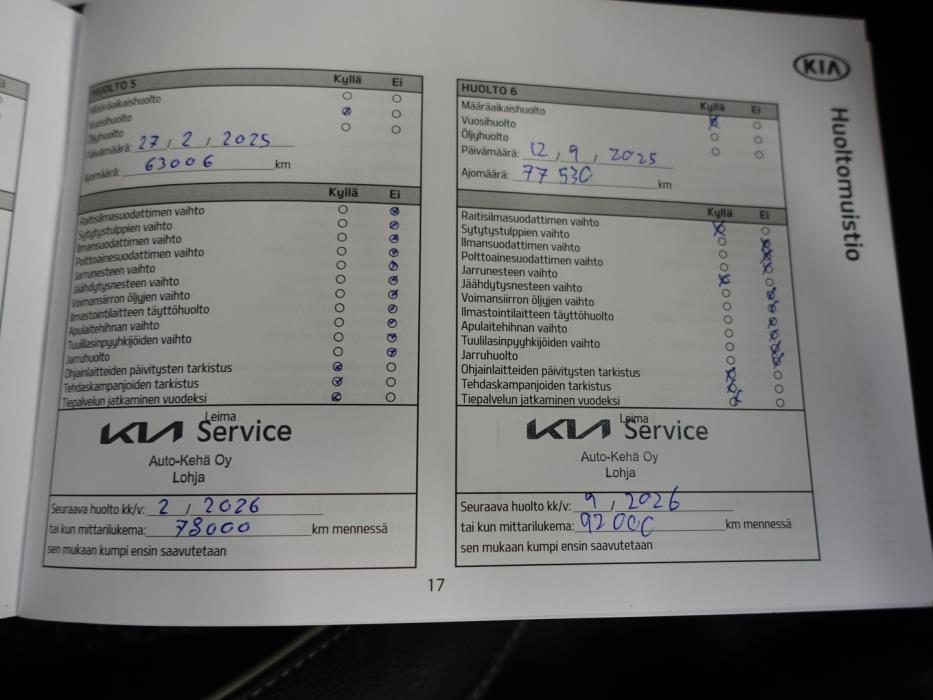 KIA
Huoltomuistio
HUOLTO 5 Kyllä Ei
Määräaikaishuolto
Vuosihuolto
Öljyhuolto
Päivämäärä: 27 / 2 / 2025
Ajomäärä: 63006 km
Kyllä Ei
Raitisilmasuodattimen vaihto
Sytytystulppien vaihto
Ilmansuodattimen vaihto
Polttoainesuodattimen vaihto
Jarrunesteen vaihto
Jäähdytysnesteen vaihto
Voimansiirron öljyjen vaihto
Ilmastointilaitteen täyttöhuolto
Apulaitehihnan vaihto
Tuulilasinpyyhkijöiden vaihto
Jarruhuolto
Ohjainlaitteiden päivitysten tarkistus
Tehdaskampanjoiden tarkistus
Tiepalvelun jatkaminen vuodeksi
Leima
KIA Service
Auto-Kehä Oy
Lohja
Seuraava huolto kk/v: 2 / 2026
tai kun mittarilukema: 78000 km mennessä
sen mukaan kumpi ensin saavutetaan
HUOLTO 6 Kyllä Ei
Määräaikaishuolto
Vuosihuolto
Öljyhuolto
Päivämäärä: 12 / 9 / 2025
Ajomäärä: 77 530 km
Kyllä Ei
Raitisilmasuodattimen vaihto
Sytytystulppien vaihto
Ilmansuodattimen vaihto
Polttoainesuodattimen vaihto
Jarrunesteen vaihto
Jäähdytysnesteen vaihto
Voimansiirron öljyjen vaihto
Ilmastointilaitteen täyttöhuolto
Apulaitehihnan vaihto
Tuulilasinpyyhkijöiden vaihto
Jarruhuolto
Ohjainlaitteiden päivitysten tarkistus
Tehdaskampanjoiden tarkistus
Tiepalvelun jatkaminen vuodeksi
Leima
KIA Service
Auto-Kehä Oy
Lohja
Seuraava huolto kk/v: 9 / 2026
tai kun mittarilukema: 92 000 km mennessä
sen mukaan kumpi ensin saavutetaan
17